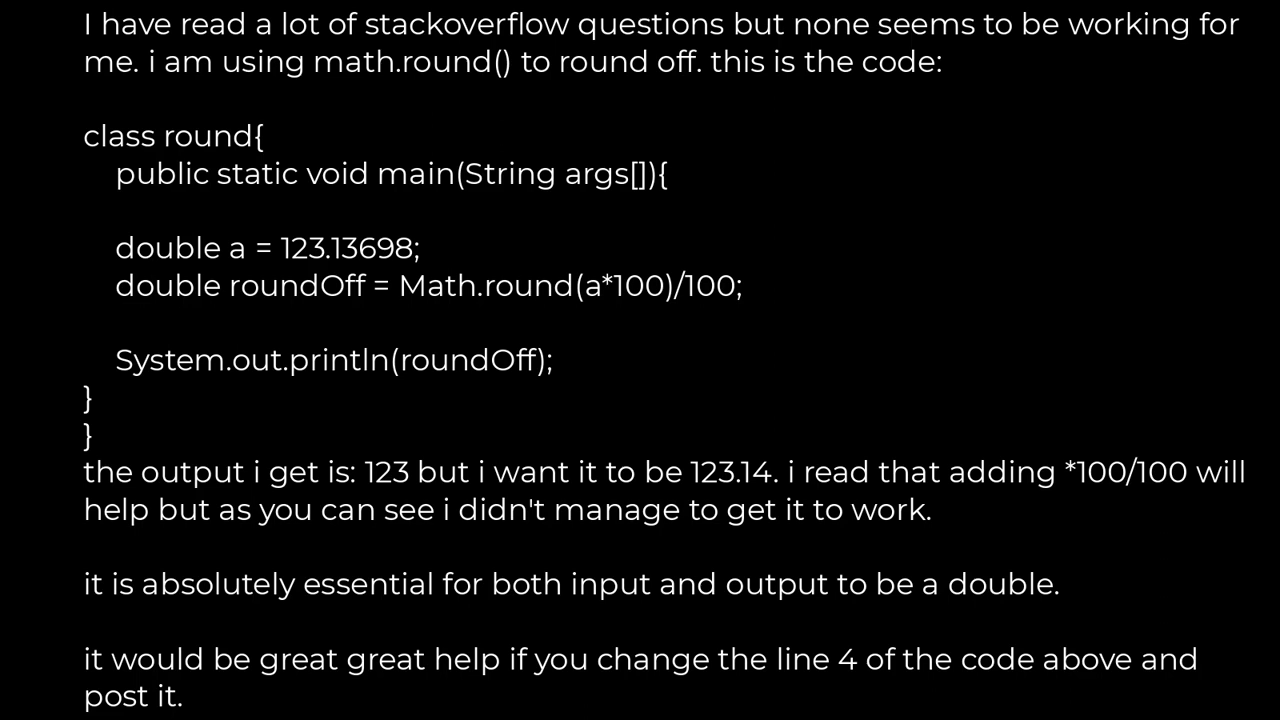 I have read a lot of stackoverflow questions but none seems to be working for
me. i am using math.round() to round off. this is the code:
class round{
public static void main(String args[]){
double a = 123.13698;
double roundOff = Math.round(a*100)/100;
System.out.println(roundOff);
}
}
the output i get is: 123 but i want it to be 123.14. i read that adding *100/100 will
help but as you can see i didn't manage to get it to work.
it is absolutely essential for both input and output to be a double.
it would be great great help if you change the line 4 of the code above and
post it.